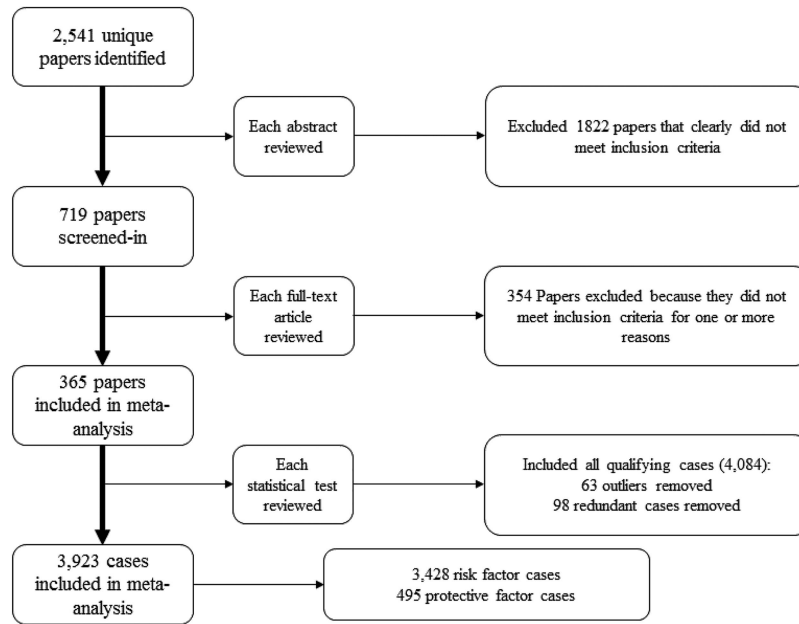 2,541 unique
papers identified
Each abstract
reviewed
Excluded 1822 papers that clearly did not
meet inclusion criteria
719 papers
screened-in
Each full-text
article
reviewed
354 Papers excluded because they did not
meet inclusion criteria for one or more
reasons
365 papers
included in meta-
analysis
Each
statistical test
reviewed
Included all qualifying cases (4,084):
63 outliers removed
98 redundant cases removed
3,923 cases
included in meta-
analysis
3,428 risk factor cases
495 protective factor cases